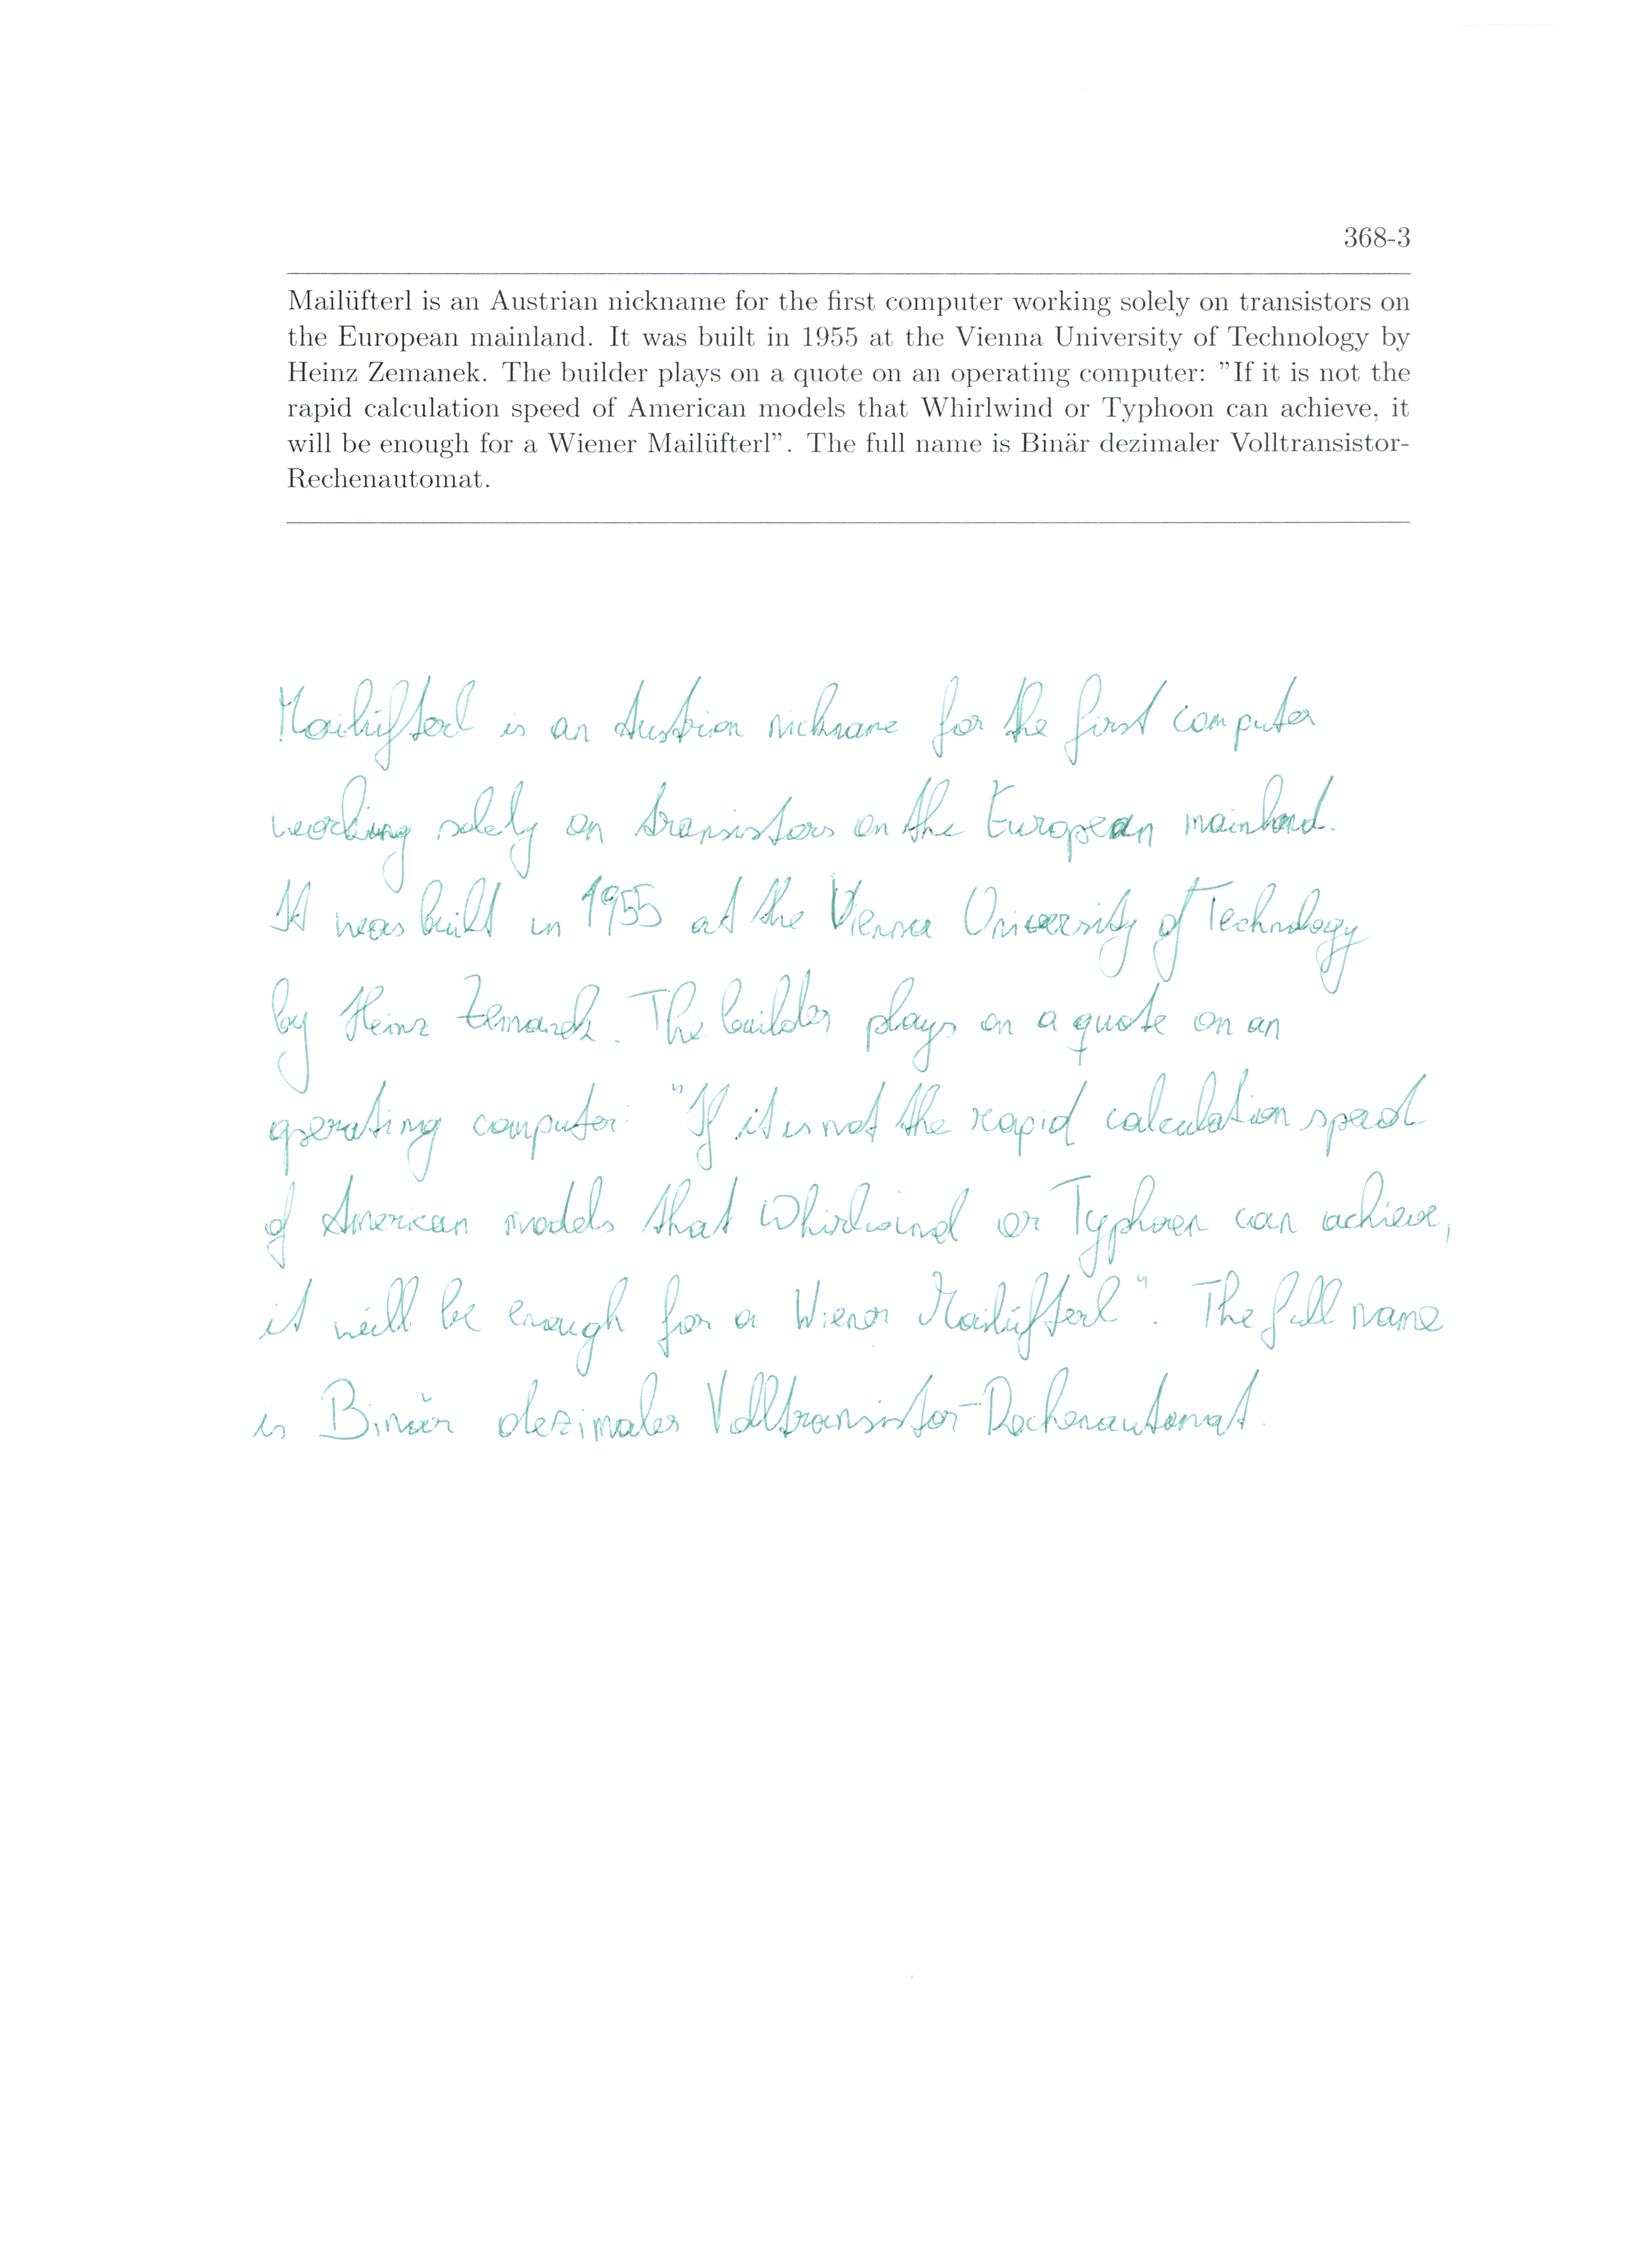 368-3
Mailüfterl is an Austrian nickname for the first computer working solely on transistors on
the European mainland. It was built in 1955 at the Vienna University of Technology by
Heinz Zemanek. The builder plays on a quote on an operating computer: "If it is not the
rapid calculation speed of American models that Whirlwind or Typhoon can achieve, it
will be enough for a Wiener Mailüfterl". The full name is Binär dezimaler Volltransistor-
Rechenautomat.
Mailüfterl is an Austrian nickname for the first computer
working solely on transistors on the European mainland.
It was built in 1955 at the Vienna University of Technology
by Heinz Zemanek. The builder plays on a quote on an
operating computer: "If it is not the rapid calculation speed
of American models that Whirlwind or Typhoon can achieve,
it will be enough for a Wiener Mailüfterl". The full name
is Binär dezimaler Volltransistor-Rechenautomat.